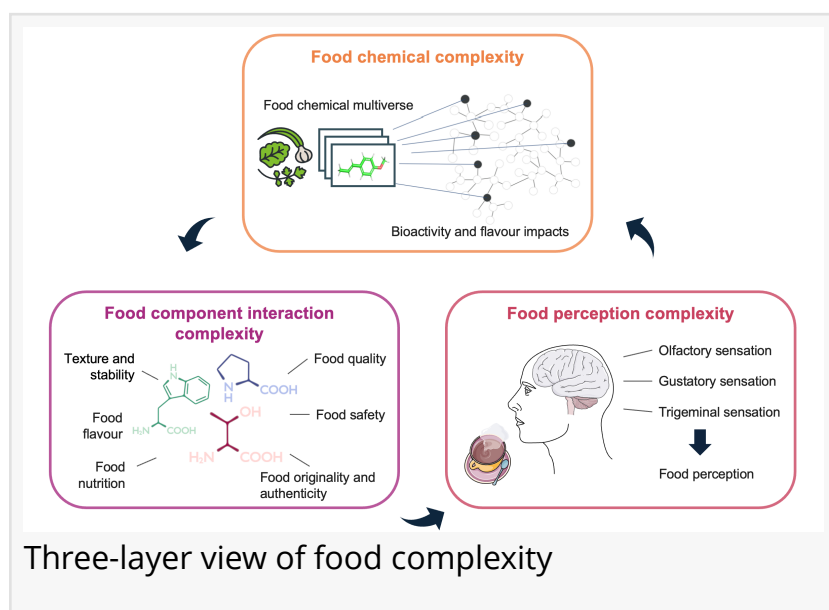 Food chemical complexity
Food chemical multiverse
Bioactivity and flavour impacts
Food component interaction
complexity
Texture and
stability
Food quality
N
H
COOH
H
N
Food
flavour
H₂N
COOH
OH
Food safety
H₂N
COOH
Food
nutrition
Food originality and
authenticity
Food perception complexity
Olfactory sensation
Gustatory sensation
Trigeminal sensation
Food perception
Three-layer view of food complexity